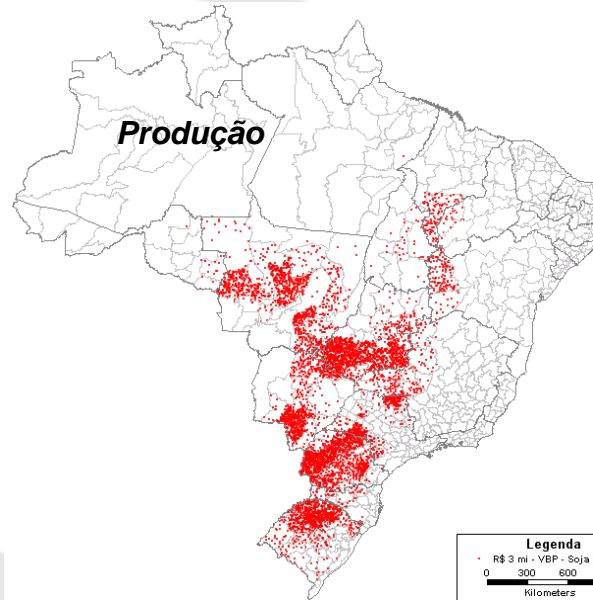 Produção
Legenda
R$ 3 mi - VBP - Soja
0 300 600
Kilometers